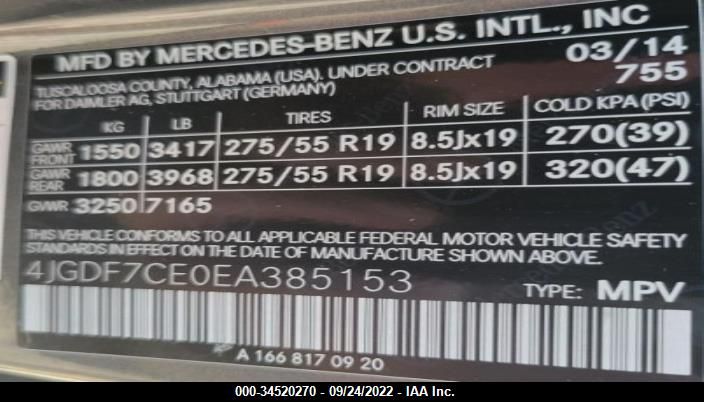 MFD BY MERCEDES-BENZ U.S. INTL., INC
TUSCALOOSA COUNTY, ALABAMA (USA). UNDER CONTRACT 03/14
FOR DAIMLER AG, STUTTGART (GERMANY) 755
KG LB TIRES RIM SIZE COLD KPA(PSI)
GAWR FRONT 1550 3417 275/55 R19 8.5Jx19 270(39)
GAWR REAR 1800 3968 275/55 R19 8.5Jx19 320(47)
GVWR 3250 7165
THIS VEHICLE CONFORMS TO ALL APPLICABLE FEDERAL MOTOR VEHICLE SAFETY
STANDARDS IN EFFECT ON THE DATE OF MANUFACTURE SHOWN ABOVE.
4JGDF7CE0EA385153 TYPE: MPV
A 166 817 09 20
000-34520270 - 09/24/2022 - IAA Inc.